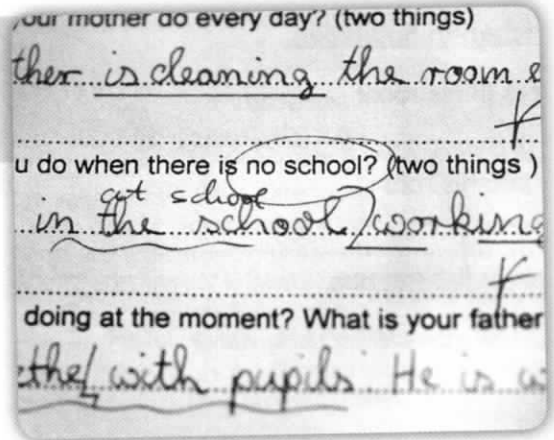 your mother do every day? (two things)
ther is cleaning the room
u do when there is no school? (two things )
at school
in the school working
doing at the moment? What is your father
the with pupils. He is